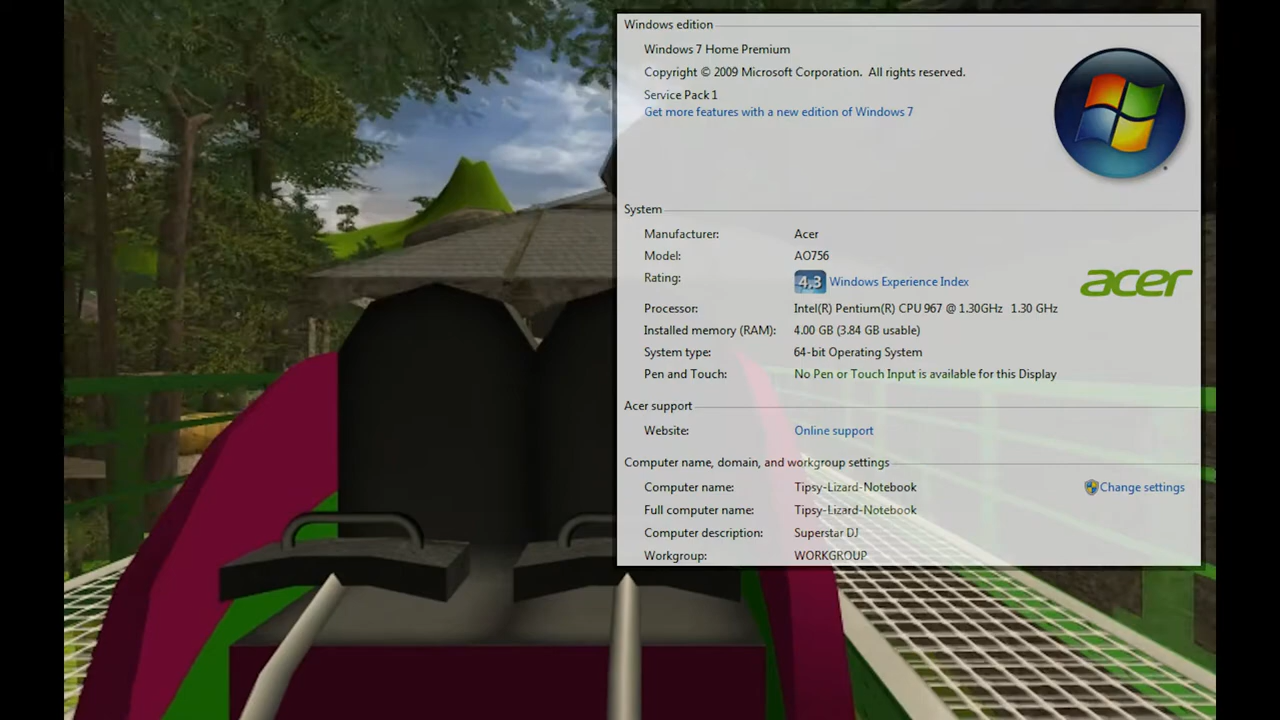 Windows edition
Windows 7 Home Premium
Copyright © 2009 Microsoft Corporation. All rights reserved.
Service Pack 1
Get more features with a new edition of Windows 7
System
Manufacturer: Acer
Model: AO756
Rating: 4.3 Windows Experience Index
acer
Processor: Intel(R) Pentium(R) CPU 967 @ 1.30GHz 1.30 GHz
Installed memory (RAM): 4.00 GB (3.84 GB usable)
System type: 64-bit Operating System
Pen and Touch: No Pen or Touch Input is available for this Display
Acer support
Website: Online support
Computer name, domain, and workgroup settings
Computer name: Tipsy-Lizard-Notebook Change settings
Full computer name: Tipsy-Lizard-Notebook
Computer description: Superstar DJ
Workgroup: WORKGROUP